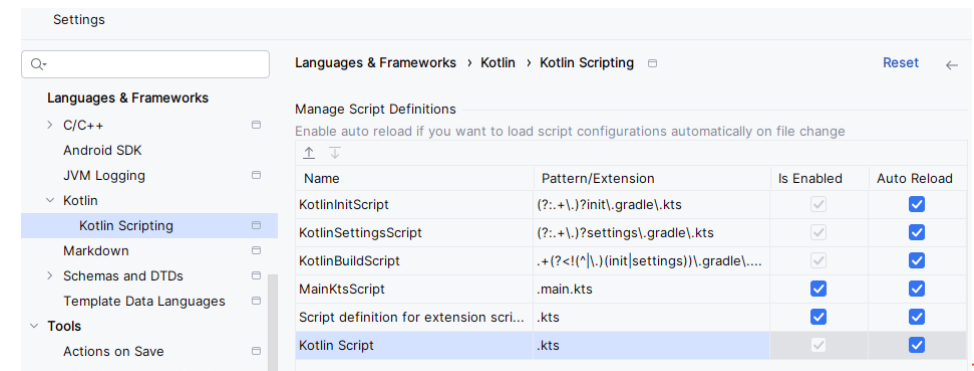 Settings
Languages & Frameworks › Kotlin › Kotlin Scripting
Reset
Languages & Frameworks
C/C++
Android SDK
JVM Logging
Kotlin
Kotlin Scripting
Markdown
Schemas and DTDs
Template Data Languages
Tools
Actions on Save
Manage Script Definitions
Enable auto reload if you want to load script configurations automatically on file change
Name Pattern/Extension Is Enabled Auto Reload
KotlinInitScript (?:.+\.)?init\.gradle\.kts
KotlinSettingsScript (?:.+\.)?settings\.gradle\.kts
KotlinBuildScript .+(?<!(^|\.)(init|settings))\.gradle\....
MainKtsScript .main.kts
Script definition for extension scri... .kts
Kotlin Script .kts